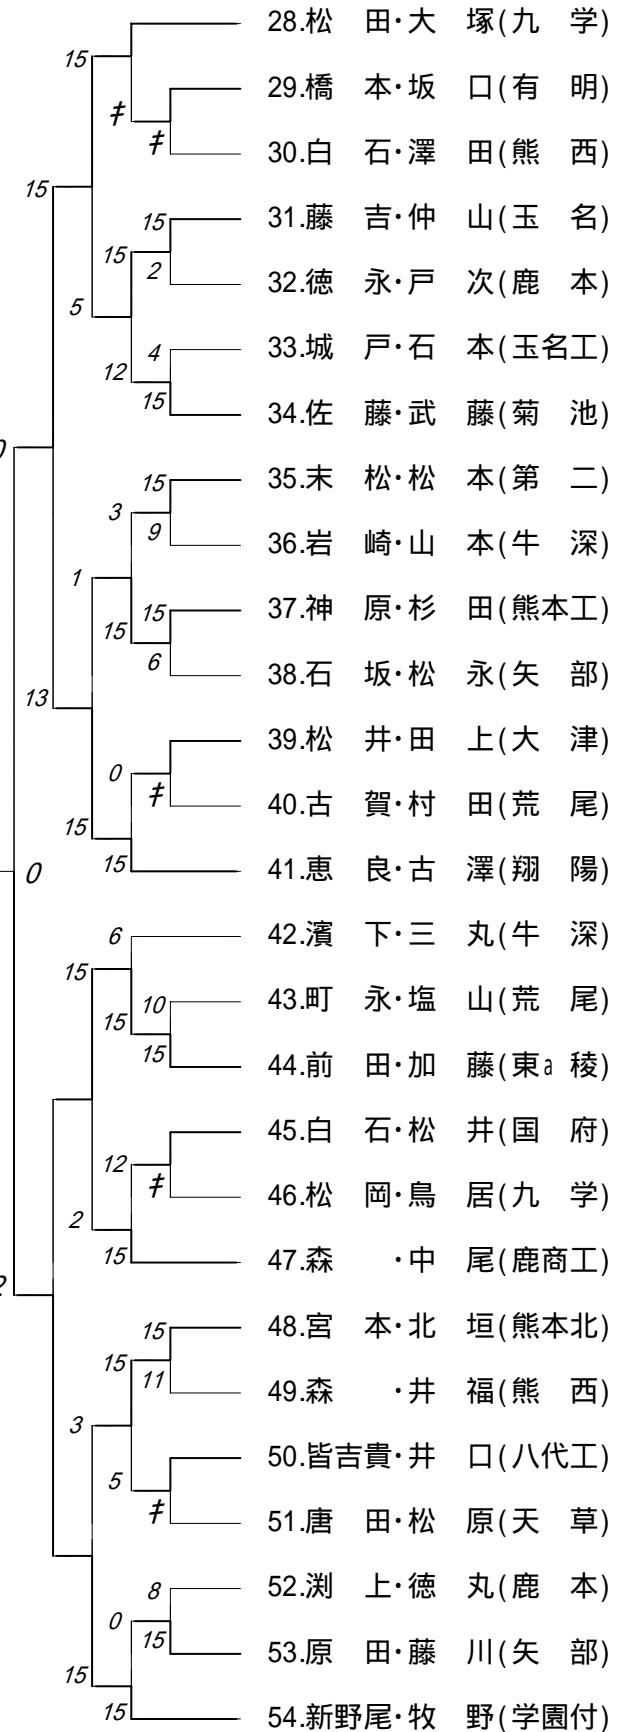 28.松　田・大　塚(九　学)
15
29.橋　本・坂　口(有　明)
キ
キ
30.白　石・澤　田(熊　西)
15
31.藤　吉・仲　山(玉　名)
15
15
2
32.徳　永・戸　次(鹿　本)
5
33.城　戸・石　本(玉名工)
4
12
15
34.佐　藤・武　藤(菊　池)
35.末　松・松　本(第　二)
15
3
9
36.岩　崎・山　本(牛　深)
1
37.神　原・杉　田(熊本工)
15
15
6
38.石　坂・松　永(矢　部)
13
39.松　井・田　上(大　津)
0
キ
40.古　賀・村　田(荒　尾)
15
15
41.恵　良・古　澤(翔　陽)
0
6
42.濱　下・三　丸(牛　深)
15
10
43.町　永・塩　山(荒　尾)
15
15
44.前　田・加　藤(東　稜)
45.白　石・松　井(国　府)
12
キ
46.松　岡・鳥　居(九　学)
2
15
47.森　　・中　尾(鹿商工)
15
48.宮　本・北　垣(熊本北)
15
11
49.森　　・井　福(熊　西)
3
50.皆吉貴・井　口(八代工)
5
キ
51.唐　田・松　原(天　草)
8
52.渕　上・徳　丸(鹿　本)
0
15
53.原　田・藤　川(矢　部)
15
15
54.新野尾・牧　野(学園付)